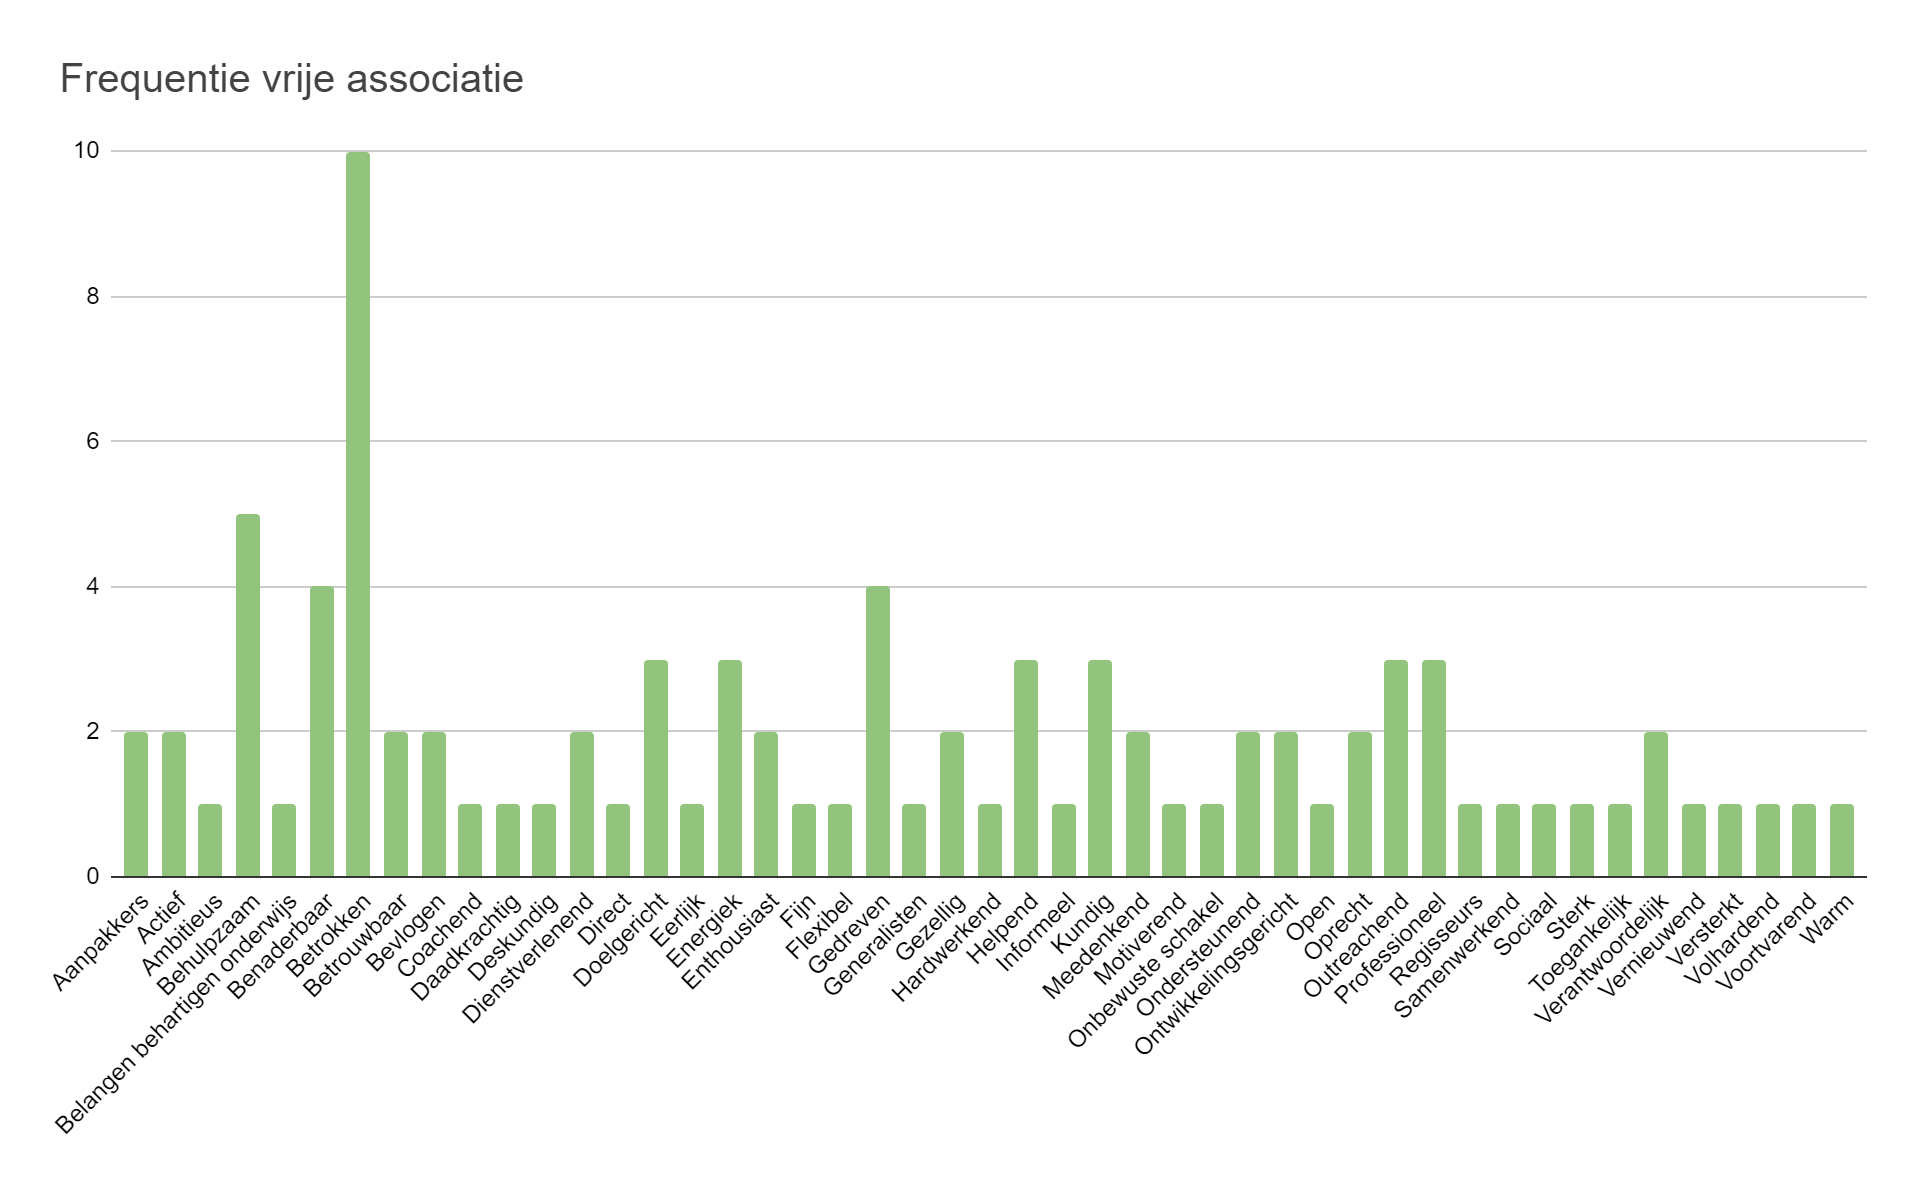 Frequentie vrije associatie
10
8
6
4
2
0
Aanpakkers
Actief
Ambitieus
Behulpzaam
Belangen behartigen onderwijs
Benaderbaar
Betrokken
Betrouwbaar
Bevlogen
Coachend
Daadkrachtig
Deskundig
Dienstverlenend
Direct
Doelgericht
Eerlijk
Energiek
Enthousiast
Fijn
Flexibel
Gedreven
Generalisten
Gezellig
Hardwerkend
Helpend
Informeel
Kundig
Meedenkend
Motiverend
Onbewuste schakel
Ondersteunend
Ontwikkelingsgericht
Open
Oprecht
Outreachend
Professioneel
Regisseurs
Samenwerkend
Sociaal
Sterk
Toegankelijk
Verantwoordelijk
Vernieuwend
Versterkt
Volhardend
Voortvarend
Warm